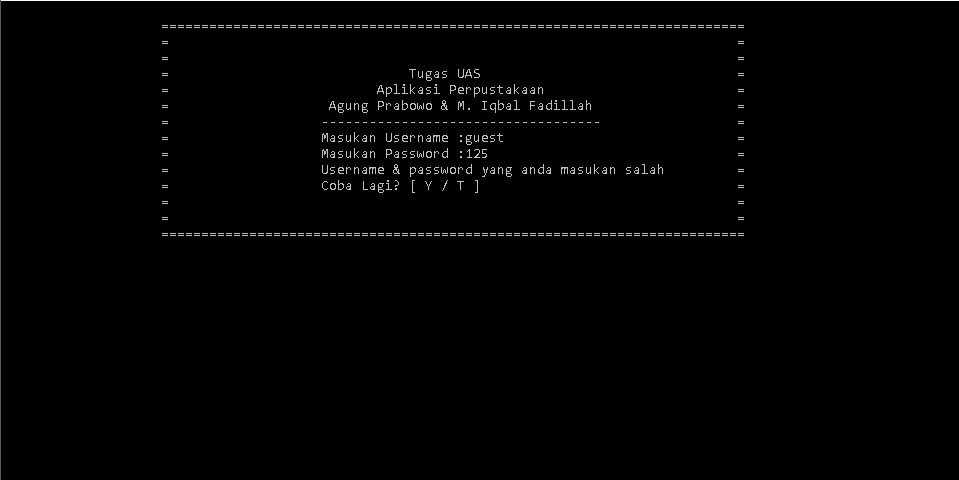 =========================================================================
= =
= =
= Tugas UAS =
= Aplikasi Perpustakaan =
= Agung Prabowo & M. Iqbal Fadillah =
= ----------------------------------- =
= Masukan Username :guest =
= Masukan Password :125 =
= Username & password yang anda masukan salah =
= Coba Lagi? [ Y / T ] =
= =
= =
=========================================================================